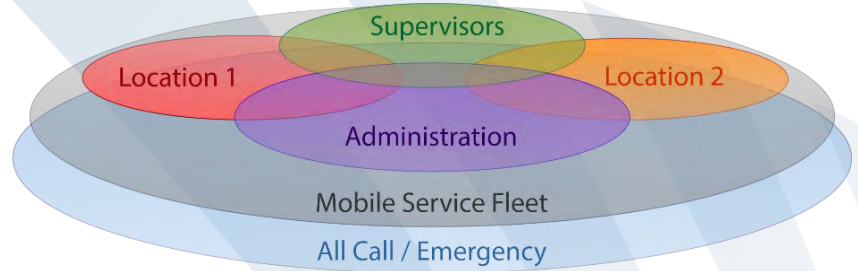 Supervisors
Location 1
Location 2
Administration
Mobile Service Fleet
All Call / Emergency